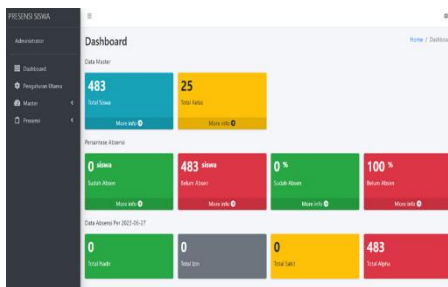 PRESENSI SISWA
Administrator
Dashboard
Pengaturan Utama
Master
Presensi
Dashboard
Home / Dashboard
Data Master
483
Total Siswa
More info
25
Total Kelas
More info
Persentase Absensi
0 siswa
Sudah Absen
More info
483 siswa
Belum Absen
More info
0 %
Sudah Absen
More info
100 %
Belum Absen
More info
Data Absensi Per 2023-06-27
0
Total Hadir
0
Total Izin
0
Total Sakit
483
Total Alpha